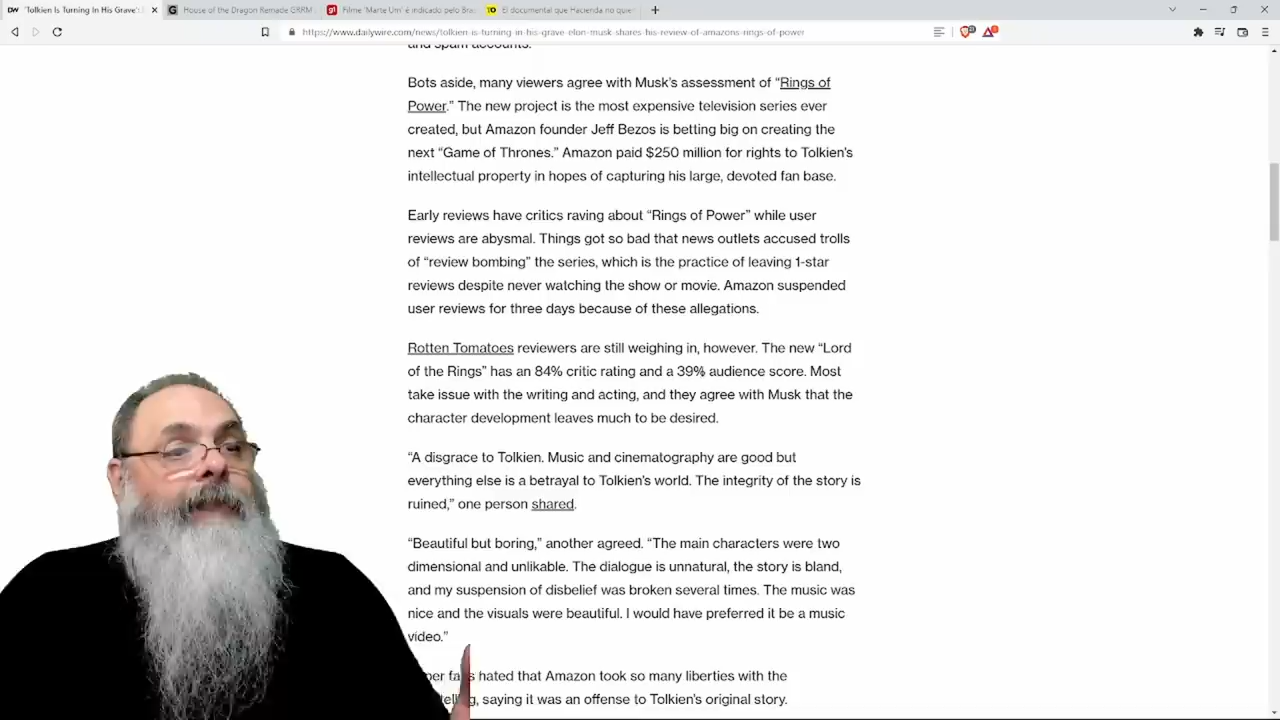 'Tolkien Is Turning In His Grave'
House of the Dragon Remade GRRM
Filme 'Marte Um' é indicado pelo Bra
El documental que Hacienda no quie
https://www.dailywire.com/news/tolkien-is-turning-in-his-grave-elon-musk-shares-his-review-of-amazons-rings-of-power
and spam accounts.
Bots aside, many viewers agree with Musk's assessment of “Rings of
Power.” The new project is the most expensive television series ever
created, but Amazon founder Jeff Bezos is betting big on creating the
next “Game of Thrones.” Amazon paid $250 million for rights to Tolkien's
intellectual property in hopes of capturing his large, devoted fan base.
Early reviews have critics raving about “Rings of Power” while user
reviews are abysmal. Things got so bad that news outlets accused trolls
of “review bombing” the series, which is the practice of leaving 1-star
reviews despite never watching the show or movie. Amazon suspended
user reviews for three days because of these allegations.
Rotten Tomatoes reviewers are still weighing in, however. The new “Lord
of the Rings” has an 84% critic rating and a 39% audience score. Most
take issue with the writing and acting, and they agree with Musk that the
character development leaves much to be desired.
“A disgrace to Tolkien. Music and cinematography are good but
everything else is a betrayal to Tolkien's world. The integrity of the story is
ruined,” one person shared.
“Beautiful but boring,” another agreed. “The main characters were two
dimensional and unlikable. The dialogue is unnatural, the story is bland,
and my suspension of disbelief was broken several times. The music was
nice and the visuals were beautiful. I would have preferred it be a music
video.”
hated that Amazon took so many liberties with the
saying it was an offense to Tolkien's original story.